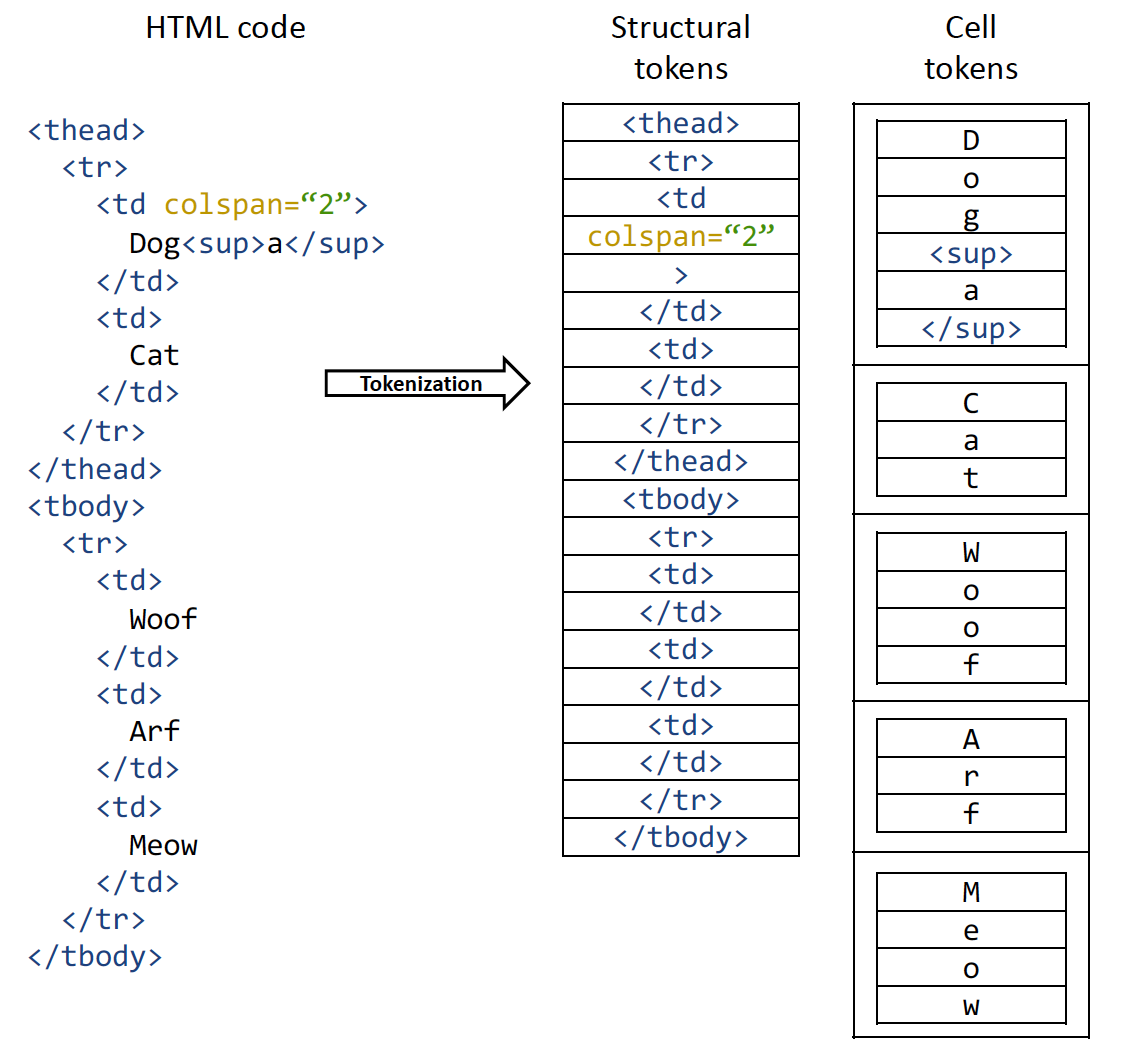 HTML code
<thead>
<tr>
<td colspan=“2”>
Dog<sup>a</sup>
</td>
<td>
Cat
</td>
</tr>
</thead>
<tbody>
<tr>
<td>
Woof
</td>
<td>
Arf
</td>
<td>
Meow
</td>
</tr>
</tbody>
Tokenization
Structural
tokens
<thead>
<tr>
<td
colspan=“2”
>
</td>
<td>
</td>
</tr>
</thead>
<tbody>
<tr>
<td>
</td>
<td>
</td>
<td>
</td>
</tr>
</tbody>
Cell
tokens
D
o
g
<sup>
a
</sup>
C
a
t
W
o
o
f
A
r
f
M
e
o
w